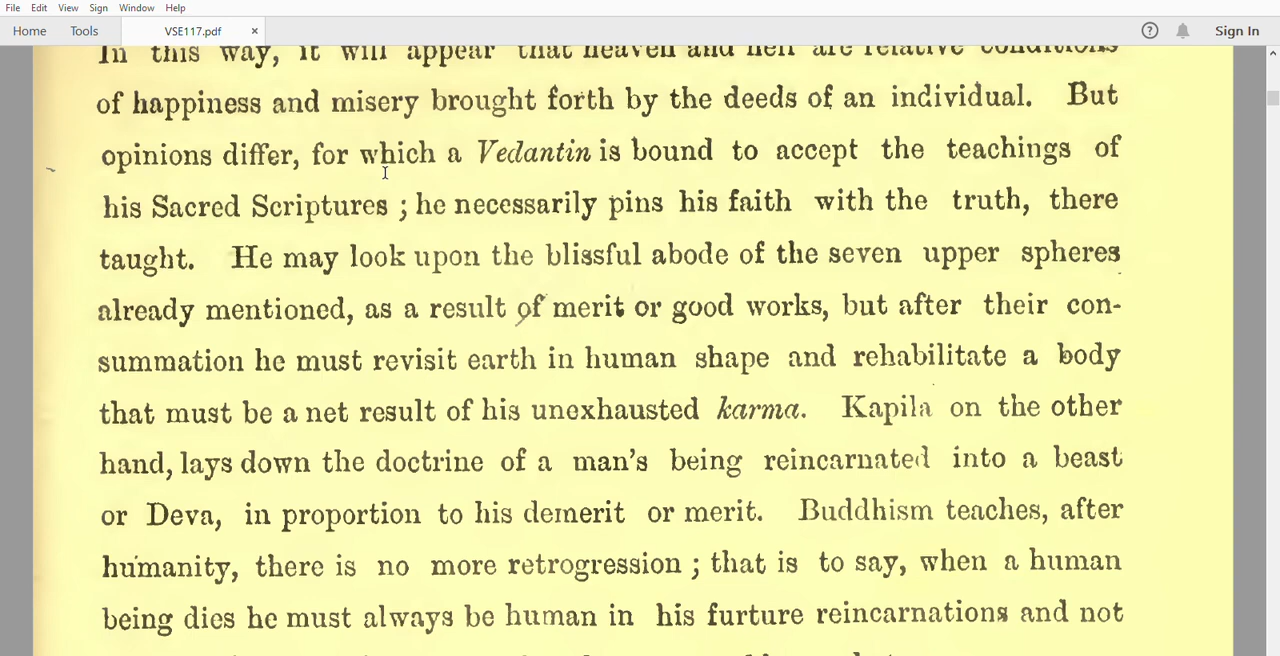 File Edit View Sign Window Help
Home Tools VSE117.pdf × ? Sign In
In this way, it will appear that heaven and hell are relative conditions
of happiness and misery brought forth by the deeds of an individual. But
opinions differ, for which a Vedantin is bound to accept the teachings of
his Sacred Scriptures ; he necessarily pins his faith with the truth, there
taught. He may look upon the blissful abode of the seven upper spheres
already mentioned, as a result of merit or good works, but after their con-
summation he must revisit earth in human shape and rehabilitate a body
that must be a net result of his unexhausted karma. Kapila on the other
hand, lays down the doctrine of a man's being reincarnated into a beast
or Deva, in proportion to his demerit or merit. Buddhism teaches, after
humanity, there is no more retrogression ; that is to say, when a human
being dies he must always be human in his furture reincarnations and not